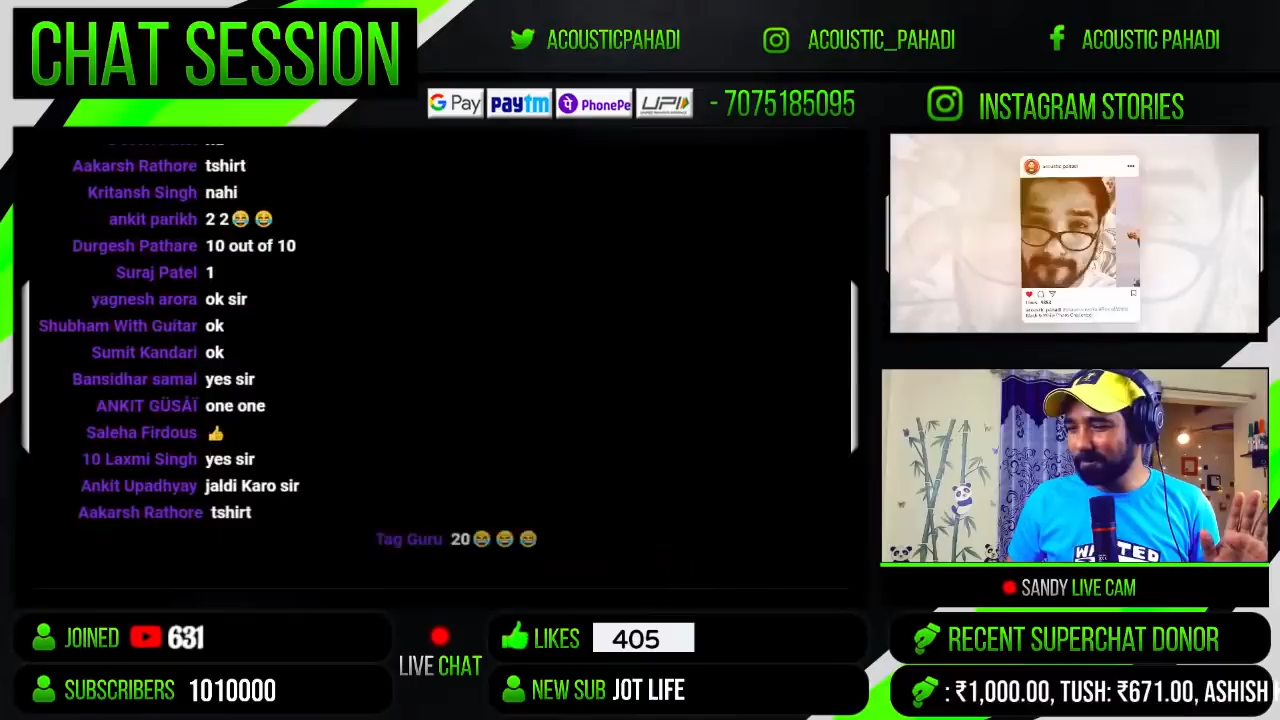 CHAT SESSION
ACOUSTICPAHADI
ACOUSTIC_PAHADI
ACOUSTIC PAHADI
G Pay
paytm
PhonePe
UPI
- 7075185095
INSTAGRAM STORIES
Aakarsh Rathore tshirt
Kritansh Singh nahi
ankit parikh 2 2😂 😂
Durgesh Pathare 10 out of 10
Suraj Patel 1
yagnesh arora ok sir
Shubham With Guitar ok
Sumit Kandari ok
Bansidhar samal yes sir
ANKIT GÜSÅÏ one one
Saleha Firdous 👍
10 Laxmi Singh yes sir
Ankit Upadhyay jaldi Karo sir
Aakarsh Rathore tshirt
Tag Guru 20😂 😂 😂
acoustic_pahadi
SANDY LIVE CAM
JOINED 631
SUBSCRIBERS 1010000
LIVE CHAT
LIKES 405
NEW SUB JOT LIFE
RECENT SUPERCHAT DONOR
: ₹1,000.00, TUSH: ₹671.00, ASHISH